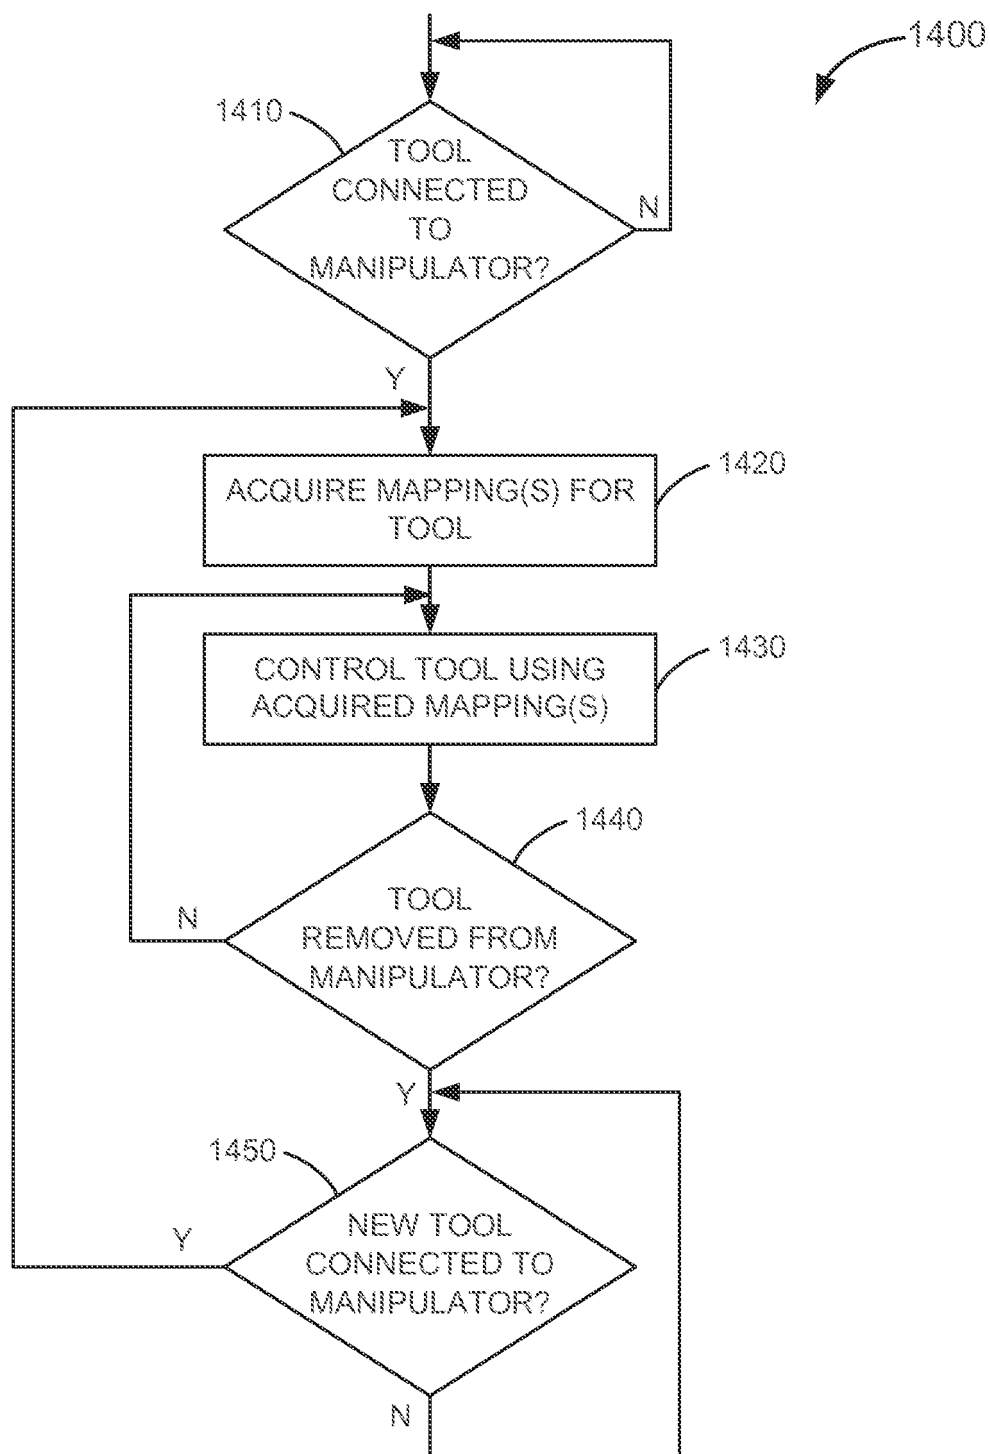 1400
1410
TOOL
CONNECTED
TO
MANIPULATOR?
N
Y
ACQUIRE MAPPING(S) FOR
TOOL
1420
CONTROL TOOL USING
ACQUIRED MAPPING(S)
1430
1440
TOOL
REMOVED FROM
MANIPULATOR?
N
Y
1450
NEW TOOL
CONNECTED TO
MANIPULATOR?
Y
N